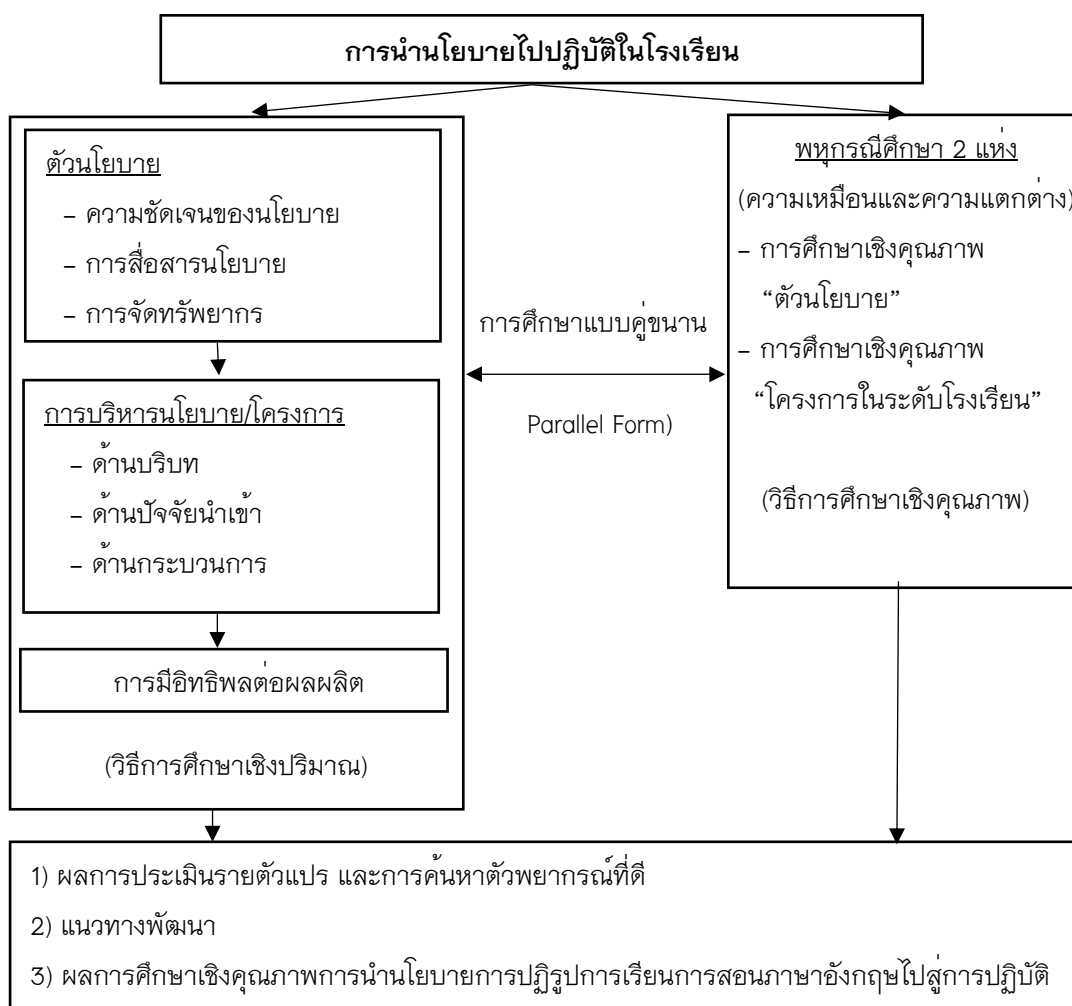 การนำนโยบายไปปฏิบัติในโรงเรียน
ตัวนโยบาย
– ความชัดเจนของนโยบาย
– การสื่อสารนโยบาย
– การจัดทรัพยากร
การบริหารนโยบาย/โครงการ
– ด้านบริบท
– ด้านปัจจัยนำเข้า
– ด้านกระบวนการ
การมีอิทธิพลต่อผลผลิต
(วิธีการศึกษาเชิงปริมาณ)
การศึกษาแบบคู่ขนาน
Parallel Form)
พหุกรณีศึกษา 2 แห่ง
(ความเหมือนและความแตกต่าง)
– การศึกษาเชิงคุณภาพ
“ตัวนโยบาย”
– การศึกษาเชิงคุณภาพ
“โครงการในระดับโรงเรียน”
(วิธีการศึกษาเชิงคุณภาพ)
1) ผลการประเมินรายตัวแปร และการค้นหาตัวพยากรณ์ที่ดี
2) แนวทางพัฒนา
3) ผลการศึกษาเชิงคุณภาพการนำนโยบายการปฏิรูปการเรียนการสอนภาษาอังกฤษไปสู่การปฏิบัติ